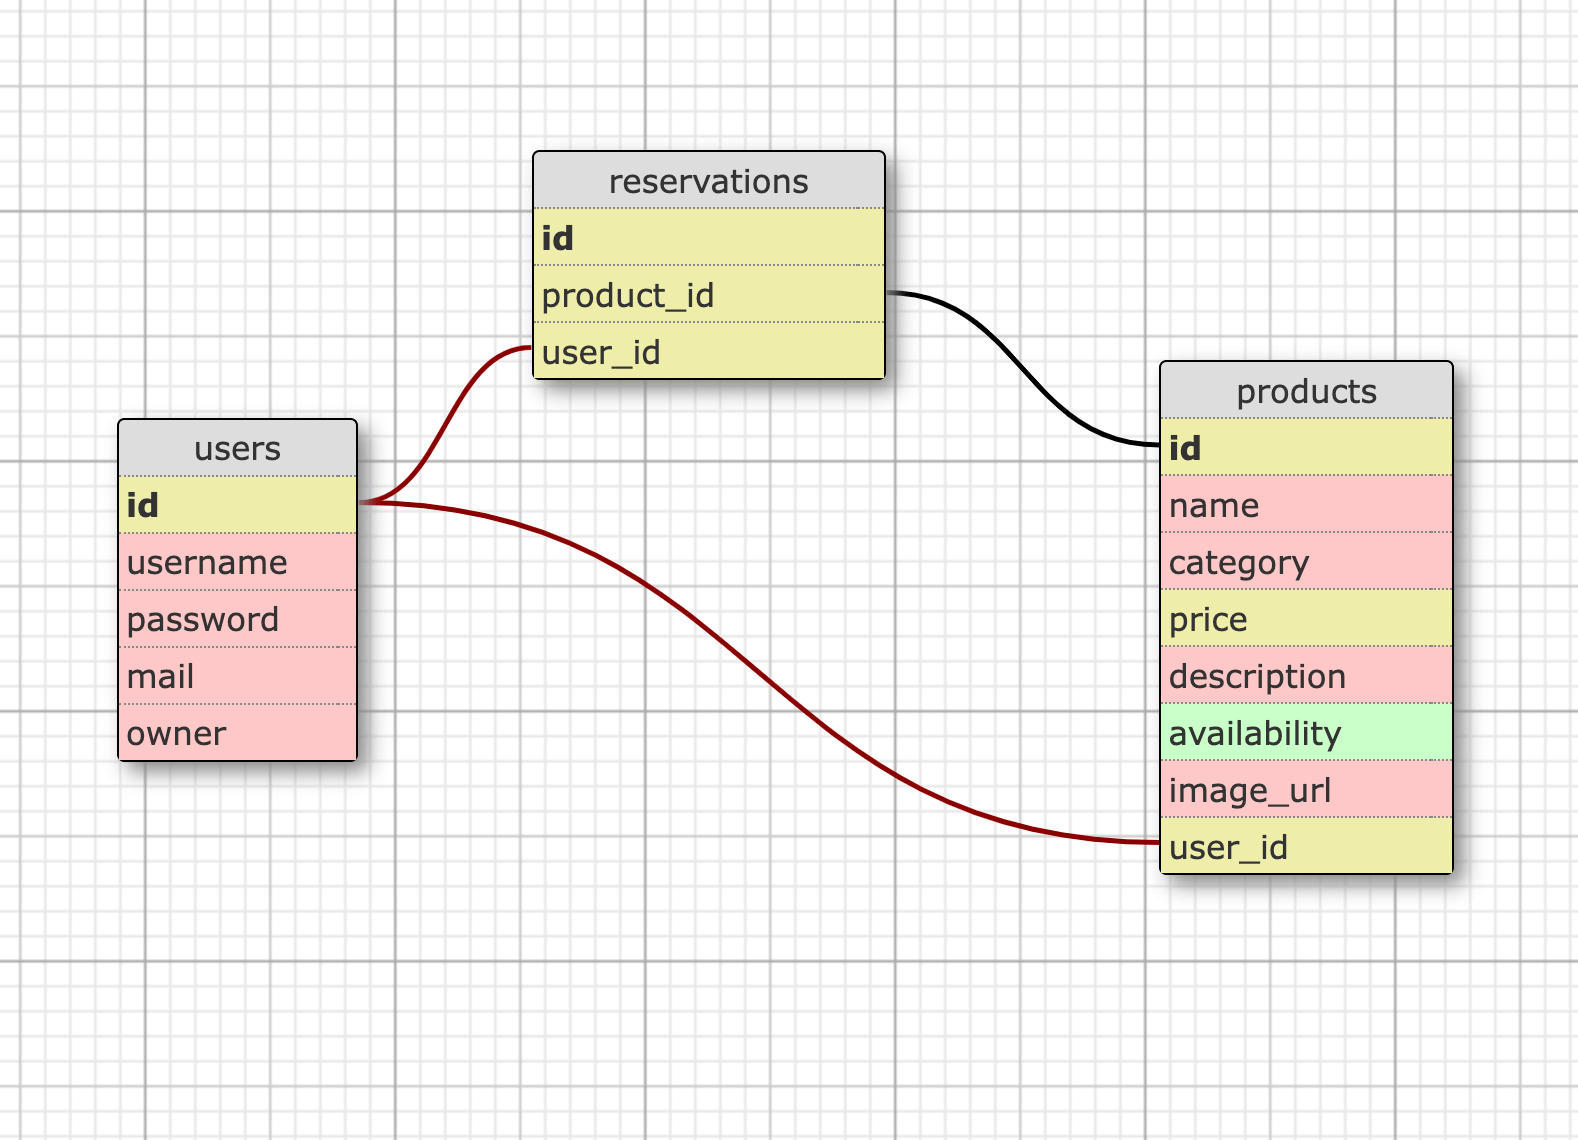 reservations
id
product_id
user_id
users
id
username
password
mail
owner
products
id
name
category
price
description
availability
image_url
user_id